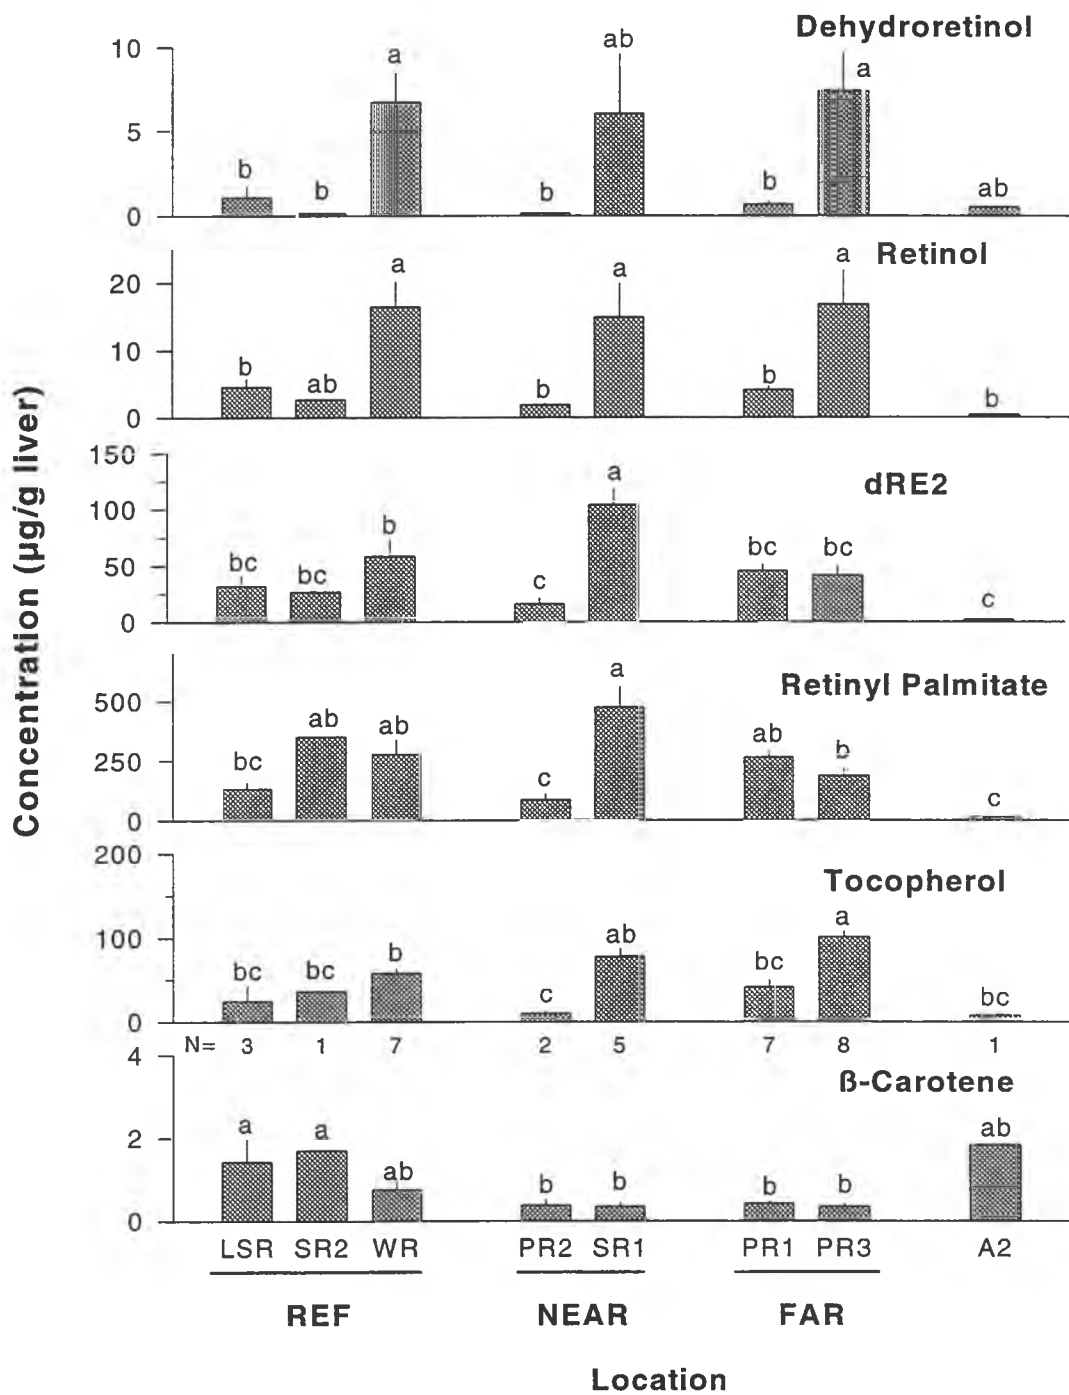 Dehydroretinol
10
5
0
b b a b ab b a ab
Retinol
20
10
0
b ab a b a b a b
dRE2
150
100
50
0
bc bc b c a bc bc c
Retinyl Palmitate
500
250
0
bc ab ab c a ab b c
Tocopherol
200
100
0
bc bc b c ab bc a bc
N= 3 1 7 2 5 7 8 1
ß-Carotene
4
2
0
a a ab b b b b ab
LSR SR2 WR PR2 SR1 PR1 PR3 A2
REF NEAR FAR
Location
Concentration (µg/g liver)